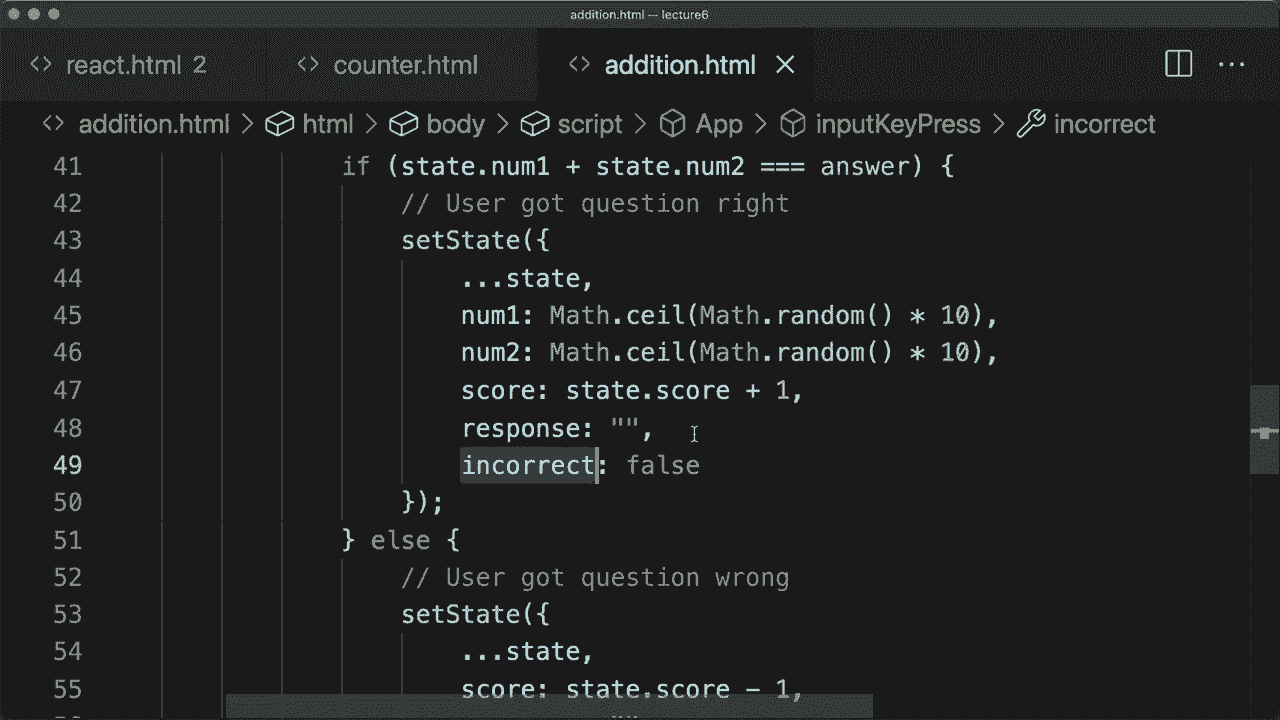 addition.html — lecture6
<> react.html 2 <> counter.html <> addition.html ×
<> addition.html > html > body > script > App > inputKeyPress > incorrect
41 if (state.num1 + state.num2 === answer) {
42 // User got question right
43 setState({
44 ...state,
45 num1: Math.ceil(Math.random() * 10),
46 num2: Math.ceil(Math.random() * 10),
47 score: state.score + 1,
48 response: "",
49 incorrect: false
50 });
51 } else {
52 // User got question wrong
53 setState({
54 ...state,
55 score: state.score - 1,